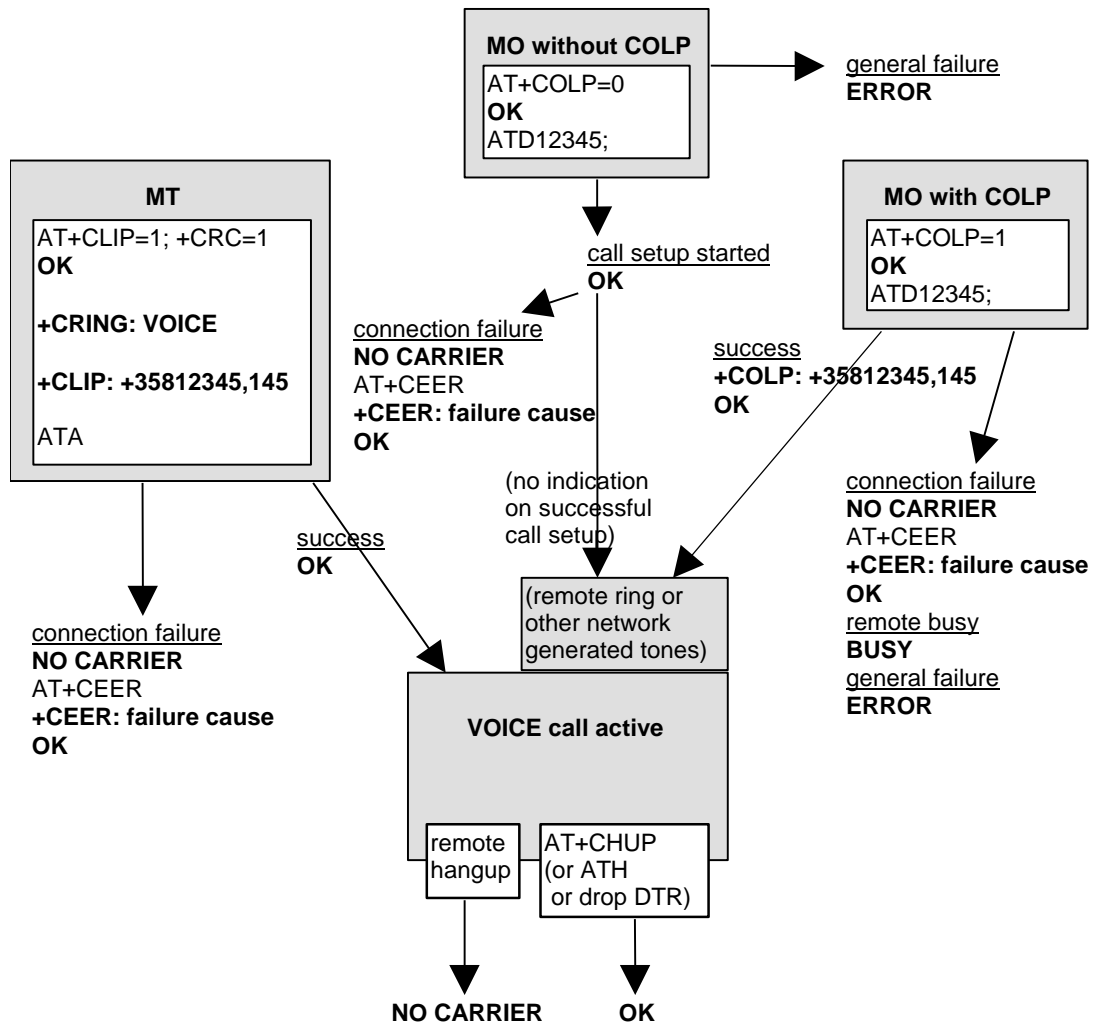 MO without COLP
AT+COLP=0
OK
ATD12345;
general failure
ERROR
MT
AT+CLIP=1; +CRC=1
OK
+CRING: VOICE
+CLIP: +35812345,145
ATA
MO with COLP
AT+COLP=1
OK
ATD12345;
call setup started
OK
connection failure
NO CARRIER
AT+CEER
+CEER: failure cause
OK
success
+COLP: +35812345,145
OK
(no indication
on successful
call setup)
connection failure
NO CARRIER
AT+CEER
+CEER: failure cause
OK
remote busy
BUSY
general failure
ERROR
success
OK
connection failure
NO CARRIER
AT+CEER
+CEER: failure cause
OK
(remote ring or
other network
generated tones)
VOICE call active
remote
hangup
AT+CHUP
(or ATH
or drop DTR)
NO CARRIER
OK